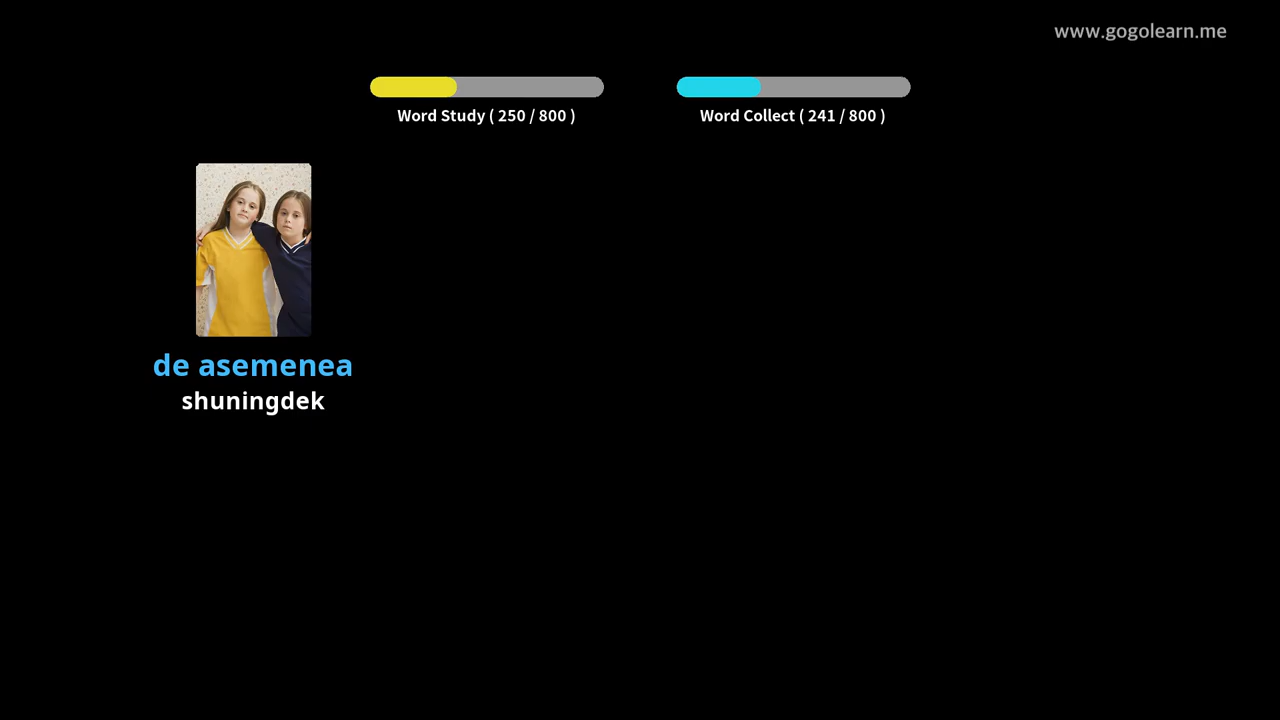 www.gogolearn.me
Word Study ( 250 / 800 )
Word Collect ( 241 / 800 )
de asemenea
shuningdek